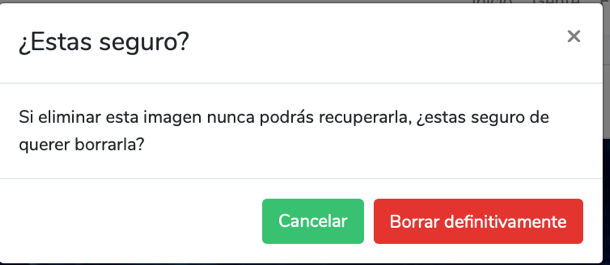 ¿Estas seguro?
×
Si eliminar esta imagen nunca podrás recuperarla, ¿estas seguro de
querer borrarla?
Cancelar
Borrar definitivamente